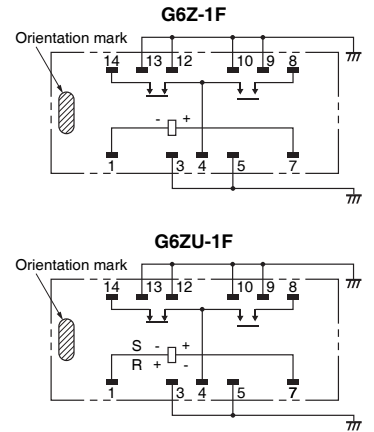 G6Z-1F
Orientation mark
14 13 12 10 9 8
- +
1 3 4 5 7
G6ZU-1F
Orientation mark
14 13 12 10 9 8
S - +
R + -
1 3 4 5 7